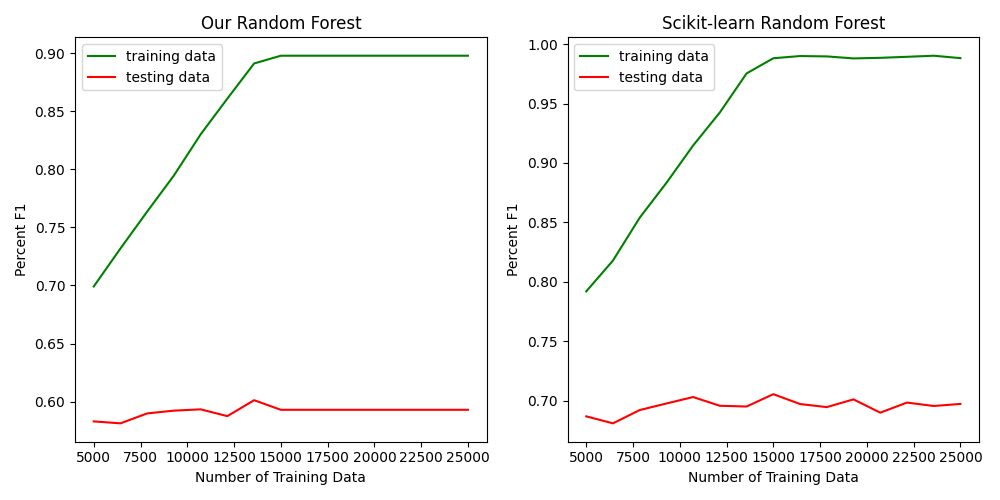 Our Random Forest
training data
testing data
0.90
0.85
0.80
0.75
0.70
0.65
0.60
Percent F1
5000 7500 10000 12500 15000 17500 20000 22500 25000
Number of Training Data
Scikit-learn Random Forest
training data
testing data
1.00
0.95
0.90
0.85
0.80
0.75
0.70
Percent F1
5000 7500 10000 12500 15000 17500 20000 22500 25000
Number of Training Data